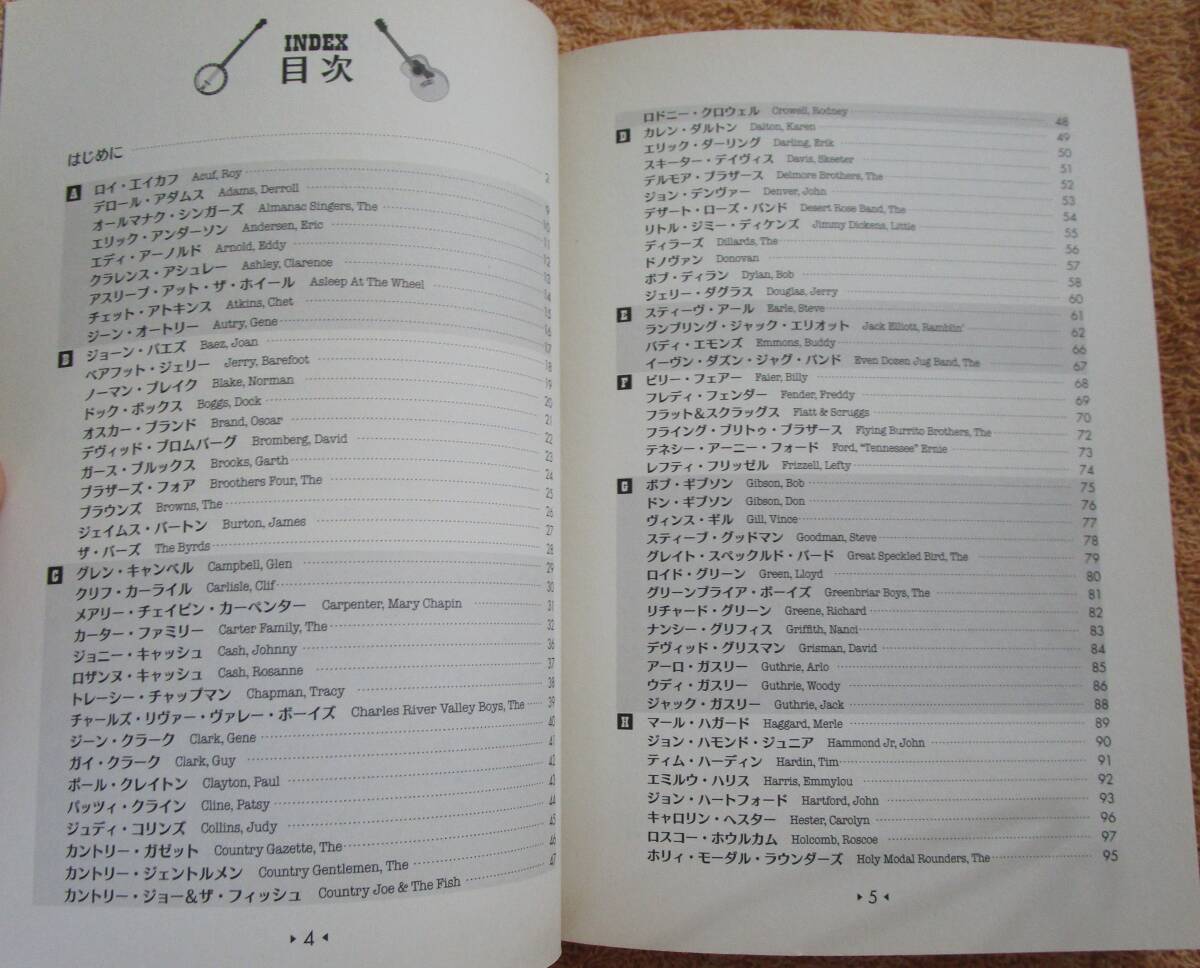 INDEX
目次
はじめに 2
A ロイ・エイカフ Acuf, Roy 9
デロール・アダムス Adams, Derroll 10
オールマナク・シンガーズ Almanac Singers, The 11
エリック・アンダーソン Andersen, Eric 12
エディ・アーノルド Arnold, Eddy 13
クラレンス・アシュレー Ashley, Clarence 14
アスリープ・アット・ザ・ホイール Asleep At The Wheel 15
チェット・アトキンス Atkins, Chet 16
ジーン・オートリー Autry, Gene 17
B ジョーン・バエズ Baez, Joan 18
ベアフット・ジェリー Jerry, Barefoot 19
ノーマン・ブレイク Blake, Norman 20
ドック・ボックス Boggs, Dock 21
オスカー・ブランド Brand, Oscar 22
デヴィッド・ブロムバーグ Bromberg, David 23
ガース・ブルックス Brooks, Garth 24
ブラザーズ・フォア Broothers Four, The 25
ブラウンズ Browns, The 26
ジェイムス・バートン Burton, James 27
ザ・バーズ The Byrds 28
C グレン・キャンベル Campbell, Glen 29
クリフ・カーライル Carlisle, Clif 30
メアリー・チェイピン・カーペンター Carpenter, Mary Chapin 31
カーター・ファミリー Carter Family, The 32
ジョニー・キャッシュ Cash, Johnny 36
ロザンヌ・キャッシュ Cash, Rosanne 37
トレーシー・チャップマン Chapman, Tracy 38
チャールズ・リヴァー・ヴァレー・ボーイズ Charles River Valley Boys, The 39
ジーン・クラーク Clark, Gene 40
ガイ・クラーク Clark, Guy 41
ポール・クレイトン Clayton, Paul 42
パッツィ・クライン Cline, Patsy 43
ジュディ・コリンズ Collins, Judy 44
カントリー・ガゼット Country Gazette, The 45
カントリー・ジェントルメン Country Gentlemen, The 46
カントリー・ジョー&ザ・フィッシュ Country Joe & The Fish 47
4
ロドニー・クロウェル Crowell, Rodney 48
D カレン・ダルトン Dalton, Karen 49
エリック・ダーリング Darling, Erik 50
スキーター・デイヴィス Davis, Skeeter 51
デルモア・ブラザース Delmore Brothers, The 52
ジョン・デンヴァー Denver, John 53
デザート・ローズ・バンド Desert Rose Band, The 54
リトル・ジミー・ディケンズ Jimmy Dickens, Little 55
ディラーズ Dillards, The 56
ドノヴァン Donovan 57
ボブ・ディラン Dylan, Bob 58
ジェリー・ダグラス Douglas, Jerry 60
E スティーヴ・アール Earle, Steve 61
ランブリング・ジャック・エリオット Jack Elliott, Ramblin' 62
バディ・エモンズ Emmons, Buddy 66
イーヴン・ダズン・ジャグ・バンド Even Dozen Jug Band, The 67
F ビリー・フェアー Faier, Billy 68
フレディ・フェンダー Fender, Freddy 69
フラット&スクラッグス Flatt & Scruggs 70
フライング・ブリトゥ・ブラザース Flying Burrito Brothers, The 72
テネシー・アーニー・フォード Ford, "Tennessee" Ernie 73
レフティ・フリッゼル Frizzell, Lefty 74
G ボブ・ギブソン Gibson, Bob 75
ドン・ギブソン Gibson, Don 76
ヴィンス・ギル Gill, Vince 77
スティーブ・グッドマン Goodman, Steve 78
グレイト・スペックルド・バード Great Speckled Bird, The 79
ロイド・グリーン Green, Lloyd 80
グリーンブライア・ボーイズ Greenbriar Boys, The 81
リチャード・グリーン Greene, Richard 82
ナンシー・グリフィス Griffith, Nanci 83
デヴィッド・グリスマン Grisman, David 84
アーロ・ガスリー Guthrie, Arlo 85
ウディ・ガスリー Guthrie, Woody 86
ジャック・ガスリー Guthrie, Jack 88
H マール・ハガード Haggard, Merle 89
ジョン・ハモンド・ジュニア Hammond Jr, John 90
ティム・ハーディン Hardin, Tim 91
エミルウ・ハリス Harris, Emmylou 92
ジョン・ハートフォード Hartford, John 93
キャロリン・ヘスター Hester, Carolyn 96
ロスコー・ホウルカム Holcomb, Roscoe 97
ホリィ・モーダル・ラウンダーズ Holy Modal Rounders, The 95
5